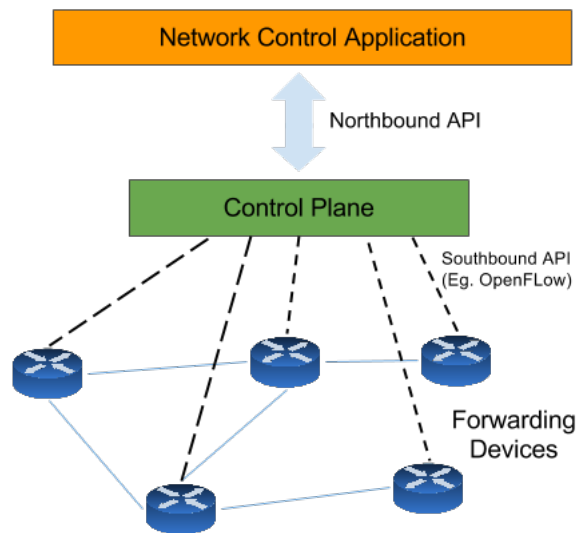 Network Control Application
Northbound API
Control Plane
Southbound API
(Eg. OpenFLow)
Forwarding
Devices